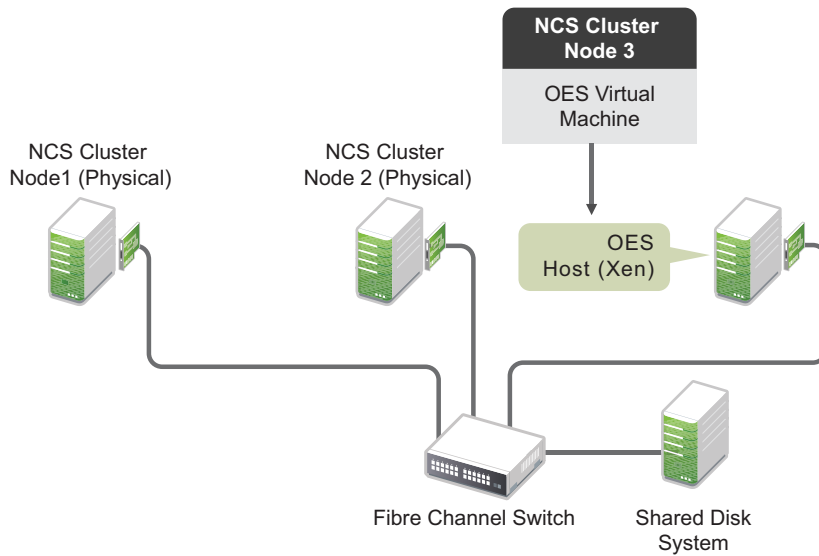 NCS Cluster
Node 3
OES Virtual
Machine
NCS Cluster
Node1 (Physical)
NCS Cluster
Node 2 (Physical)
OES
Host (Xen)
Fibre Channel Switch
Shared Disk
System